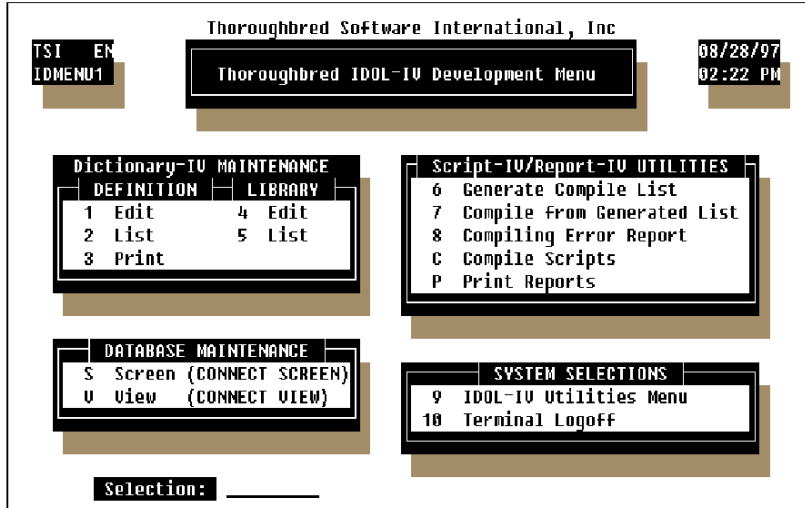 Thoroughbred Software International, Inc
TSI EN
IDMENU1
Thoroughbred IDOL-IV Development Menu
08/28/97
02:22 PM
Dictionary-IV MAINTENANCE
DEFINITION LIBRARY
1 Edit 4 Edit
2 List 5 List
3 Print
Script-IV/Report-IV UTILITIES
6 Generate Compile List
7 Compile from Generated List
8 Compiling Error Report
C Compile Scripts
P Print Reports
DATABASE MAINTENANCE
S Screen (CONNECT SCREEN)
V View (CONNECT VIEW)
SYSTEM SELECTIONS
9 IDOL-IV Utilities Menu
10 Terminal Logoff
Selection: